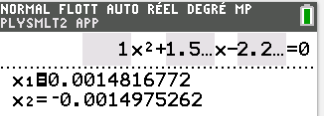 NORMAL FLOTT AUTO RÉEL DEGRÉ MP
PLYSMLT2 APP
1x²+1.5…x-2.2…=0
x₁=0.0014816772
x₂=-0.0014975262